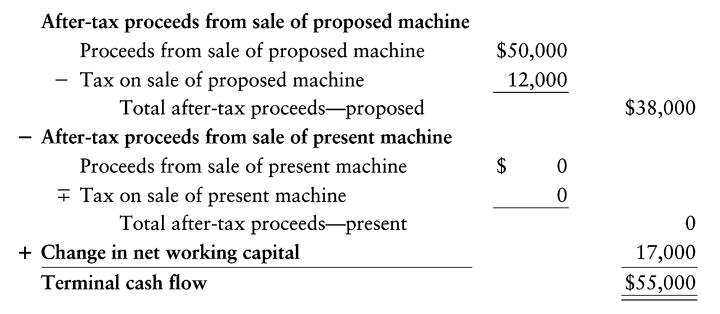 After-tax proceeds from sale of proposed machine
Proceeds from sale of proposed machine $50,000
− Tax on sale of proposed machine 12,000
Total after-tax proceeds—proposed $38,000
− After-tax proceeds from sale of present machine
Proceeds from sale of present machine $ 0
∓ Tax on sale of present machine 0
Total after-tax proceeds—present 0
+ Change in net working capital 17,000
Terminal cash flow $55,000